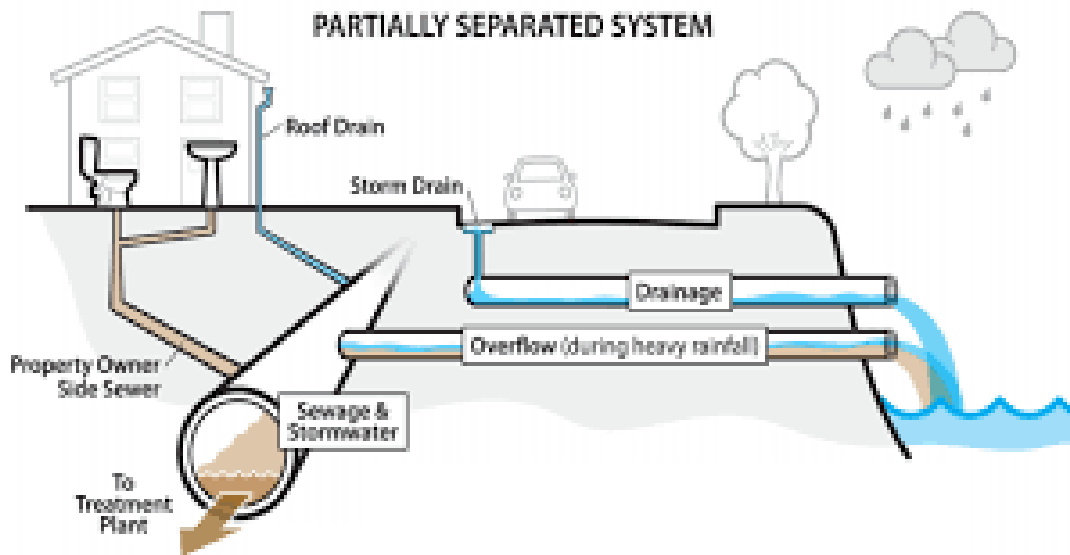 PARTIALLY SEPARATED SYSTEM
Roof Drain
Storm Drain
Drainage
Overflow (during heavy rainfall)
Property Owner
Side Sewer
Sewage &
Stormwater
To
Treatment
Plant